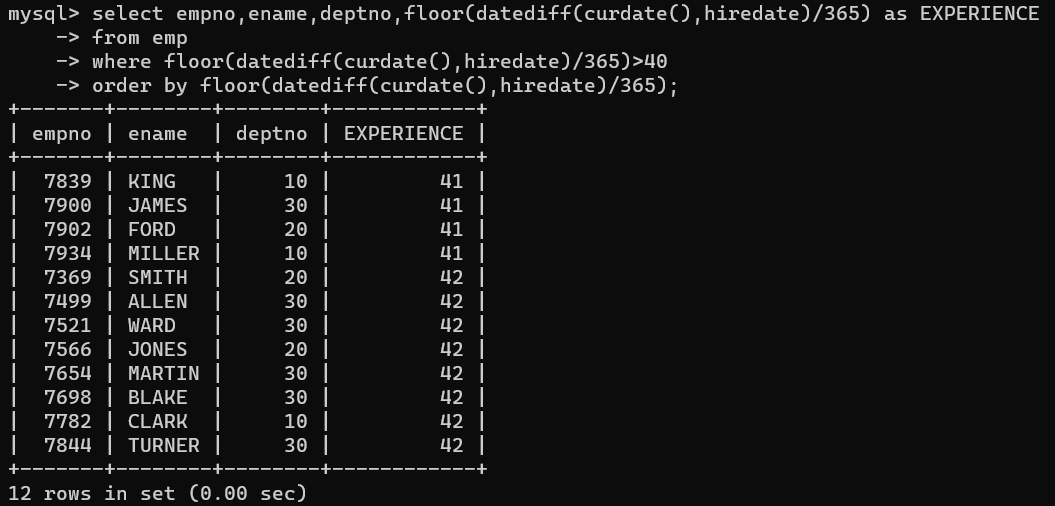 mysql> select empno,ename,deptno,floor(datediff(curdate(),hiredate)/365) as EXPERIENCE
    -> from emp
    -> where floor(datediff(curdate(),hiredate)/365)>40
    -> order by floor(datediff(curdate(),hiredate)/365);
+-------+--------+--------+------------+
| empno | ename  | deptno | EXPERIENCE |
+-------+--------+--------+------------+
|  7839 | KING   |     10 |         41 |
|  7900 | JAMES  |     30 |         41 |
|  7902 | FORD   |     20 |         41 |
|  7934 | MILLER |     10 |         41 |
|  7369 | SMITH  |     20 |         42 |
|  7499 | ALLEN  |     30 |         42 |
|  7521 | WARD   |     30 |         42 |
|  7566 | JONES  |     20 |         42 |
|  7654 | MARTIN |     30 |         42 |
|  7698 | BLAKE  |     30 |         42 |
|  7782 | CLARK  |     10 |         42 |
|  7844 | TURNER |     30 |         42 |
+-------+--------+--------+------------+
12 rows in set (0.00 sec)